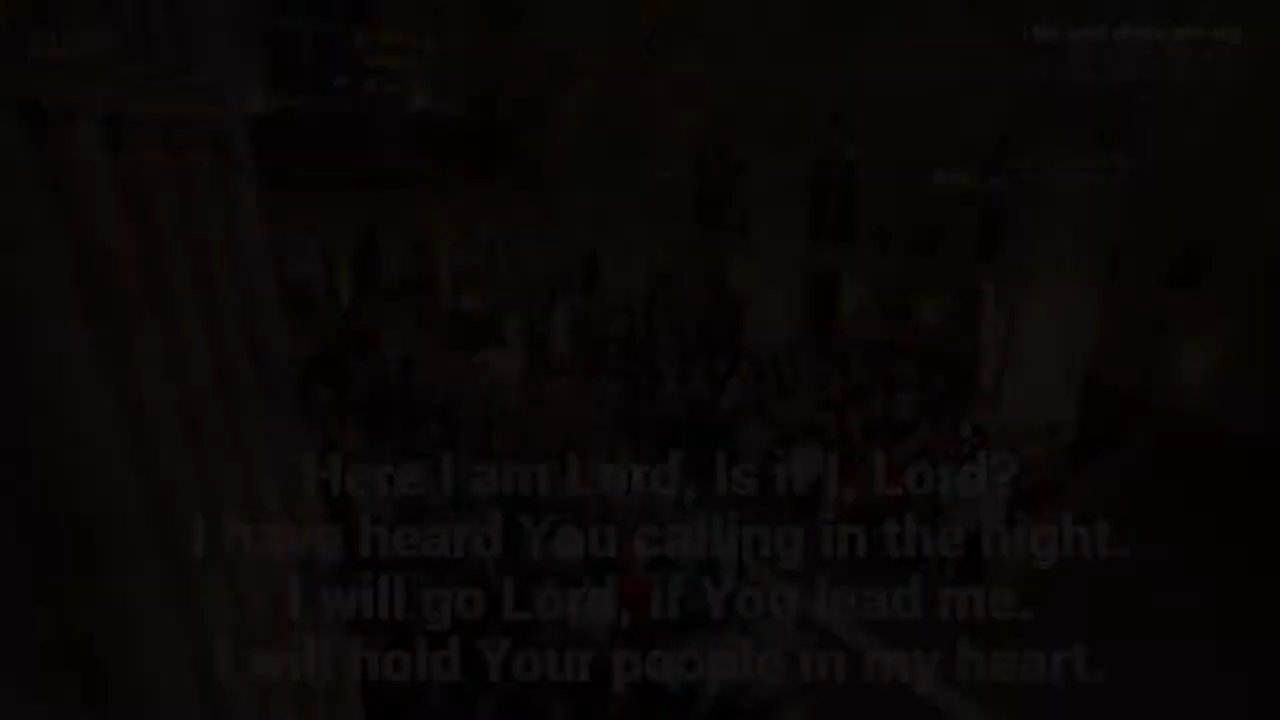 Here I am Lord, Is it I, Lord?
I have heard You calling in the night.
I will go Lord, if You lead me.
I will hold Your people in my heart.